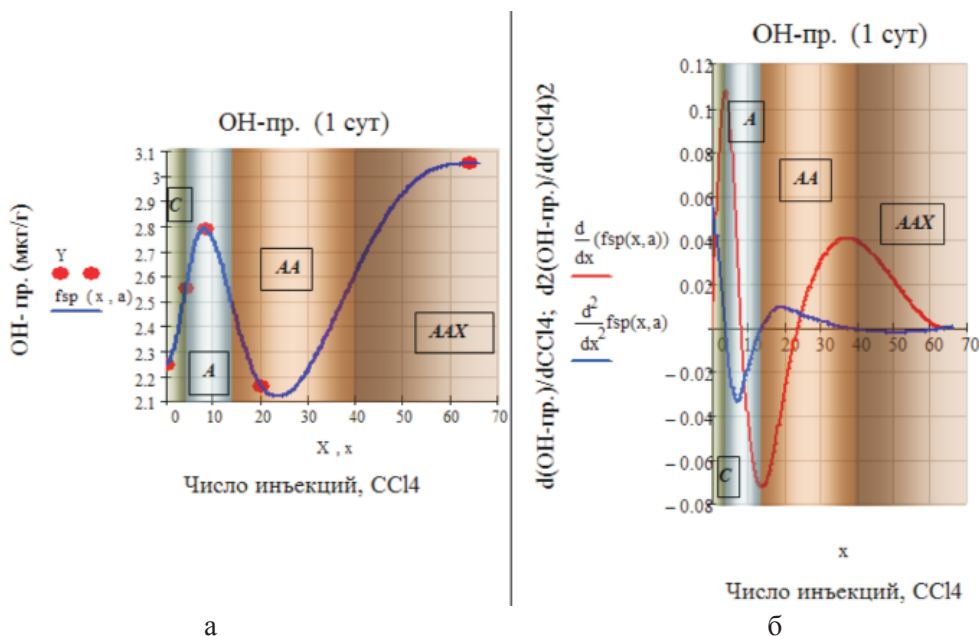 ОН-пр. (1 сут)
ОН- пр. (мкг/г)
Y
fsp (x , a)
3.1
3
2.9
2.8
2.7
2.6
2.5
2.4
2.3
2.2
2.1
C
A
AA
AAX
0 10 20 30 40 50 60 70
X , x
Число инъекций, CCl4
а
ОН-пр. (1 сут)
d(ОН-пр.)/dCCl4; d2(ОН-пр.)/d(CCl4)2
d/dx (fsp(x, a))
d²/dx² fsp(x, a)
0.12
0.1
0.08
0.06
0.04
0.02
−0.02
−0.04
−0.06
−0.08
A
AA
AAX
C
0 10 20 30 40 50 60 70
x
Число инъекций, CCl4
б